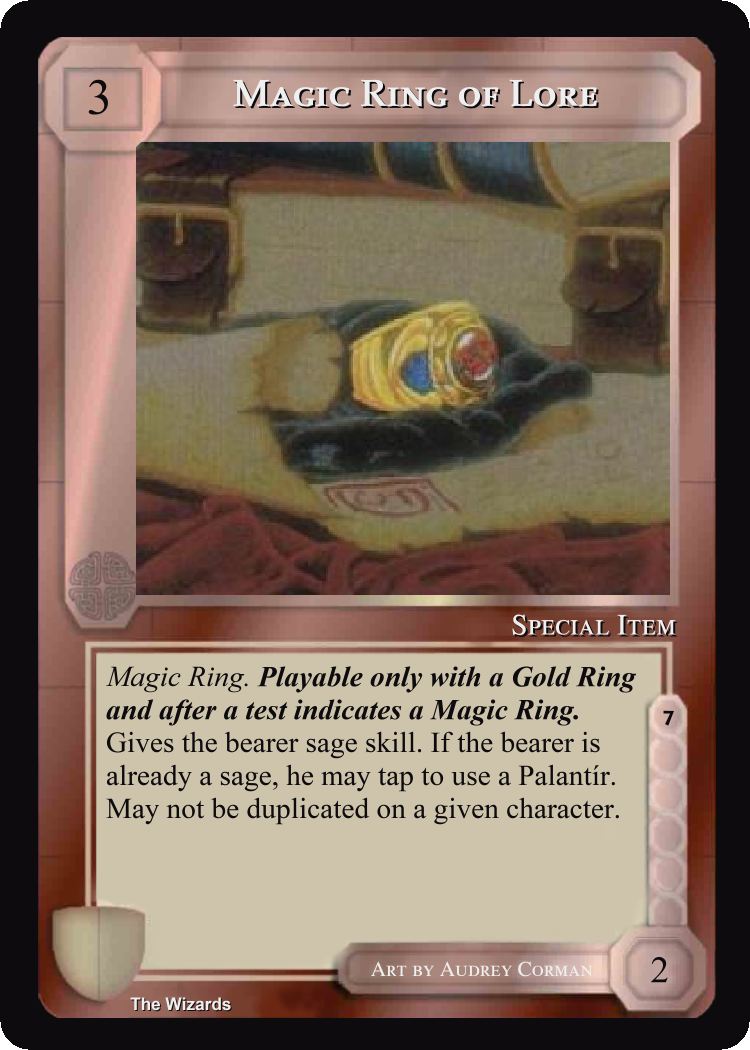 3
Magic Ring of Lore
Special Item
Magic Ring. Playable only with a Gold Ring
and after a test indicates a Magic Ring.
Gives the bearer sage skill. If the bearer is
already a sage, he may tap to use a Palantír.
May not be duplicated on a given character.
7
Art by Audrey Corman
2
The Wizards